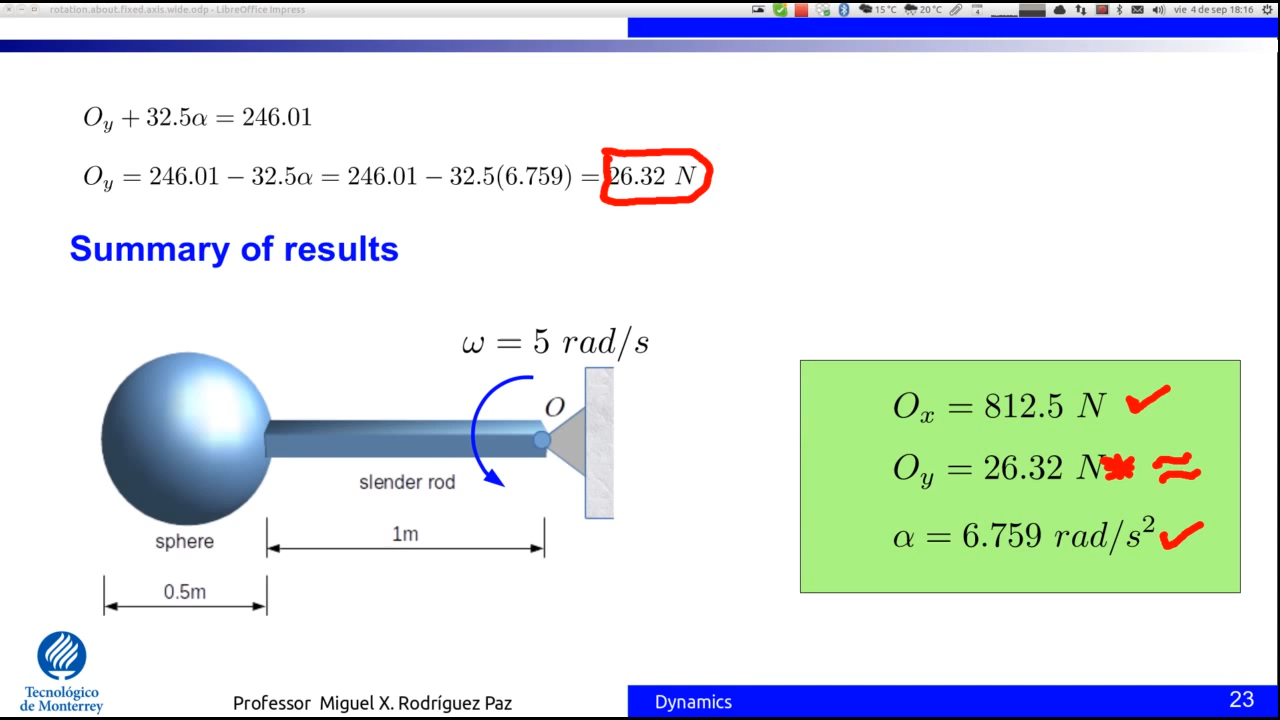 rotation.about.fixed.axis.wide.odp - LibreOffice Impress
15°C 20°C 4 vie 4 de sep 18:16
O_y + 32.5α = 246.01
O_y = 246.01 − 32.5α = 246.01 − 32.5(6.759) = 26.32 N
Summary of results
ω = 5 rad/s
O
slender rod
sphere
1m
0.5m
O_x = 812.5 N ✓
O_y = 26.32 N* ≈
α = 6.759 rad/s² ✓
Tecnológico
de Monterrey
Professor Miguel X. Rodríguez Paz
Dynamics
23